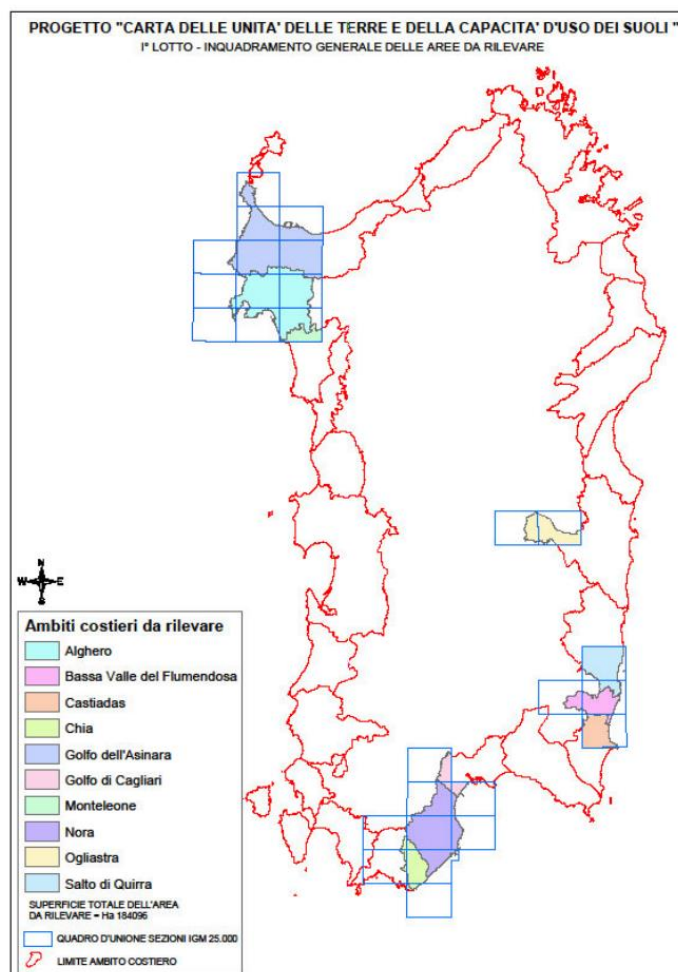 PROGETTO "CARTA DELLE UNITA' DELLE TERRE E DELLA CAPACITA' D'USO DEI SUOLI "
I° LOTTO - INQUADRAMENTO GENERALE DELLE AREE DA RILEVARE
N
W E
S
Ambiti costieri da rilevare
Alghero
Bassa Valle del Flumendosa
Castiadas
Chia
Golfo dell'Asinara
Golfo di Cagliari
Monteleone
Nora
Ogliastra
Salto di Quirra
SUPERFICIE TOTALE DELL'AREA
DA RILEVARE = Ha 184096
QUADRO D'UNIONE SEZIONI IGM 25.000
LIMITE AMBITO COSTIERO